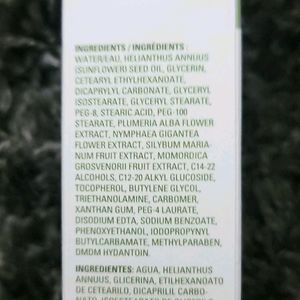 INGREDIENTS / INGRÉDIENTS :
WATER/EAU, HELIANTHUS ANNUUS
(SUNFLOWER) SEED OIL, GLYCERIN,
CETEARYL ETHYLHEXANOATE,
DICAPRYLYL CARBONATE, GLYCERYL
ISOSTEARATE, GLYCERYL STEARATE,
PEG-8, STEARIC ACID, PEG-100
STEARATE, PLUMERIA ALBA FLOWER
EXTRACT, NYMPHAEA GIGANTEA
FLOWER EXTRACT, SILYBUM MARIA-
NUM FRUIT EXTRACT, MOMORDICA
GROSVENORII FRUIT EXTRACT, C14-22
ALCOHOLS, C12-20 ALKYL GLUCOSIDE,
TOCOPHEROL, BUTYLENE GLYCOL,
TRIETHANOLAMINE, CARBOMER,
XANTHAN GUM, PEG-4 LAURATE,
DISODIUM EDTA, SODIUM BENZOATE,
PHENOXYETHANOL, IODOPROPYNYL
BUTYLCARBAMATE, METHYLPARABEN,
DMDM HYDANTOIN.
INGREDIENTES: AGUA, HELIANTHUS
ANNUUS, GLICERINA, ETILHEXANOATO
DE CETEARILO, DICAPRILIL CARBO-